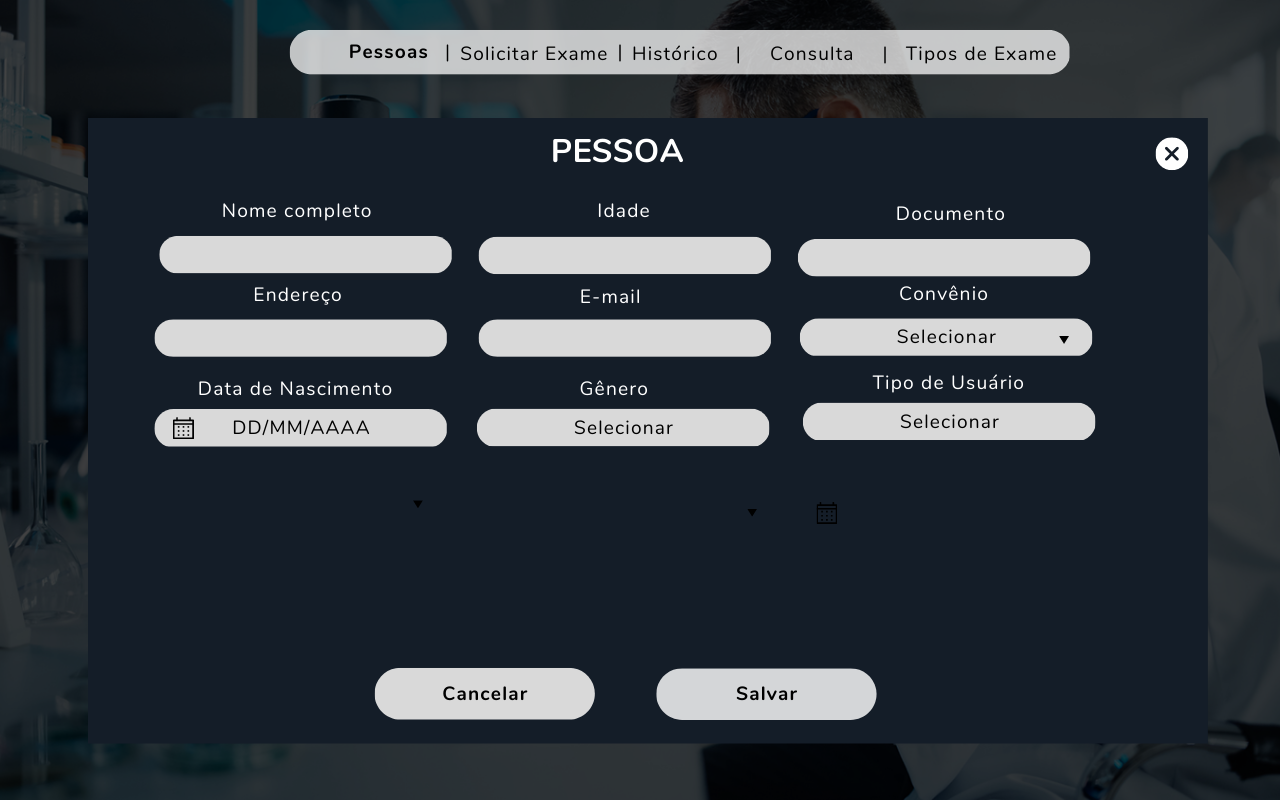 Pessoas | Solicitar Exame | Histórico | Consulta | Tipos de Exame
PESSOA
Nome completo Idade Documento
Endereço E-mail Convênio
Selecionar
Data de Nascimento Gênero Tipo de Usuário
DD/MM/AAAA Selecionar Selecionar
Cancelar Salvar